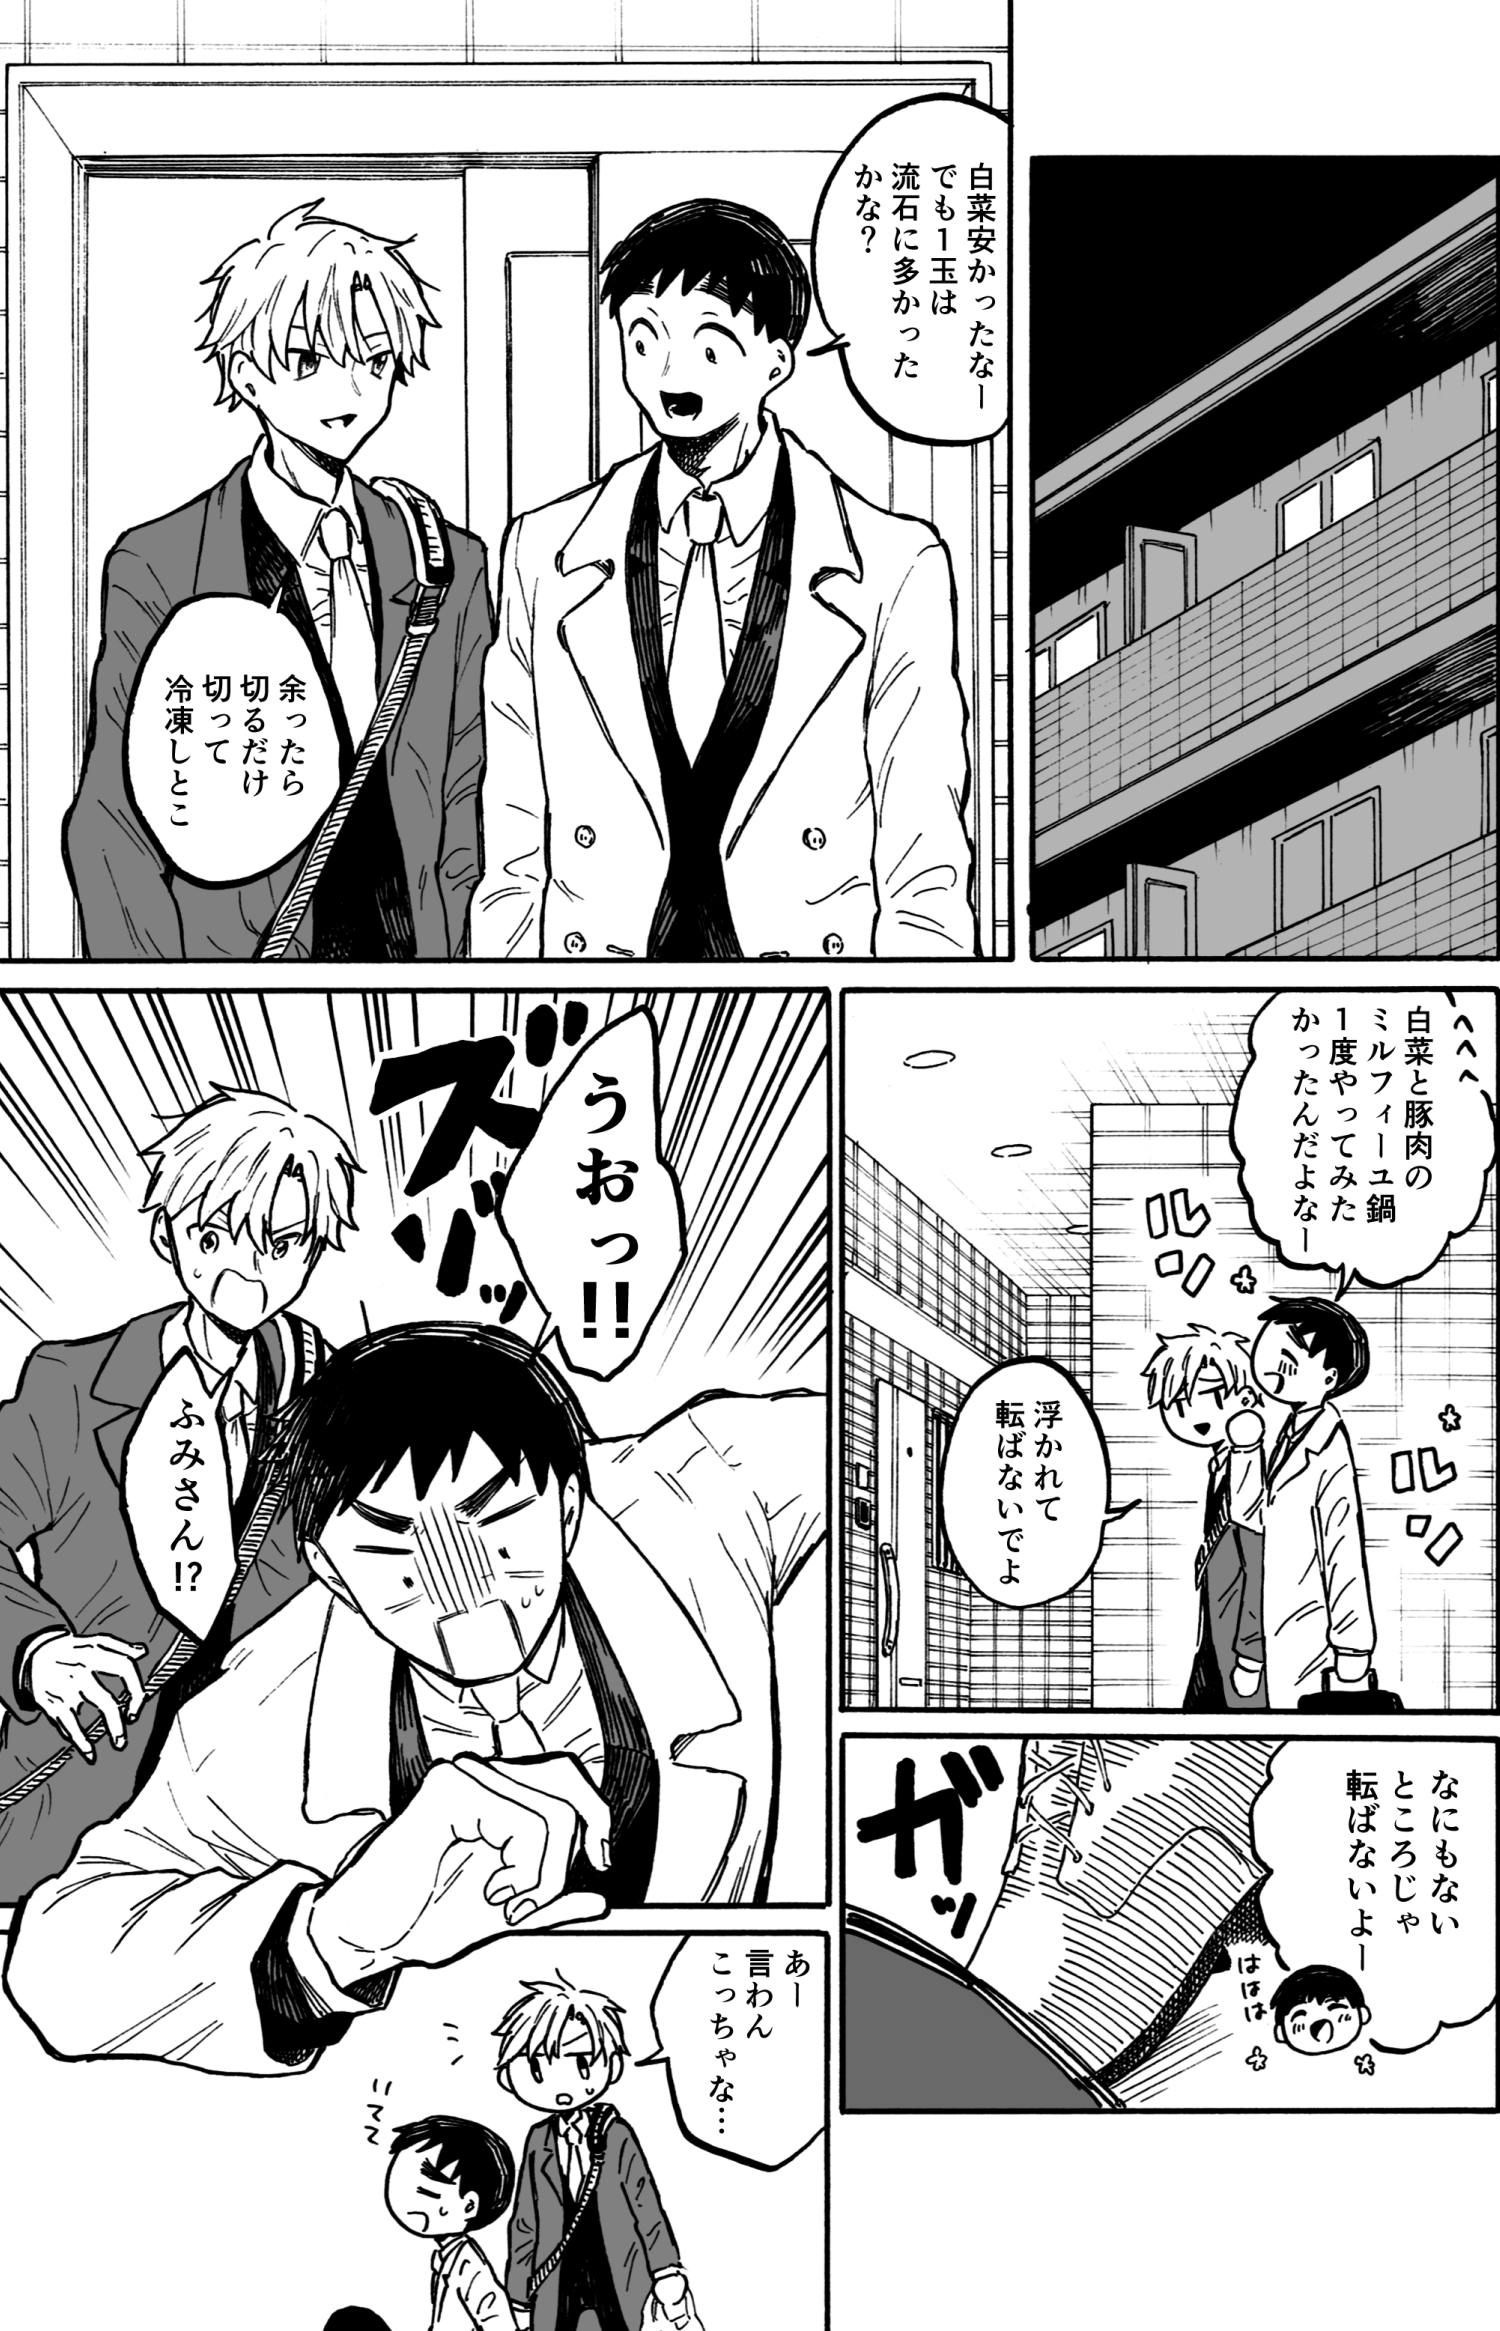 白菜安かったなー
でも1玉は
流石に多かった
かな?
余ったら
切るだけ
切って
冷凍しとこ
へへへ
白菜と豚肉の
ミルフィーユ鍋
1度やってみた
かったんだよなー
ルン
ルン
浮かれて
転ばないでよ
なにもない
ところじゃ
転ばないよー
ははは
ガッ
うおっ!!
ズズッ
ふみさん!?
あー
言わん
こっちゃな…
いてて